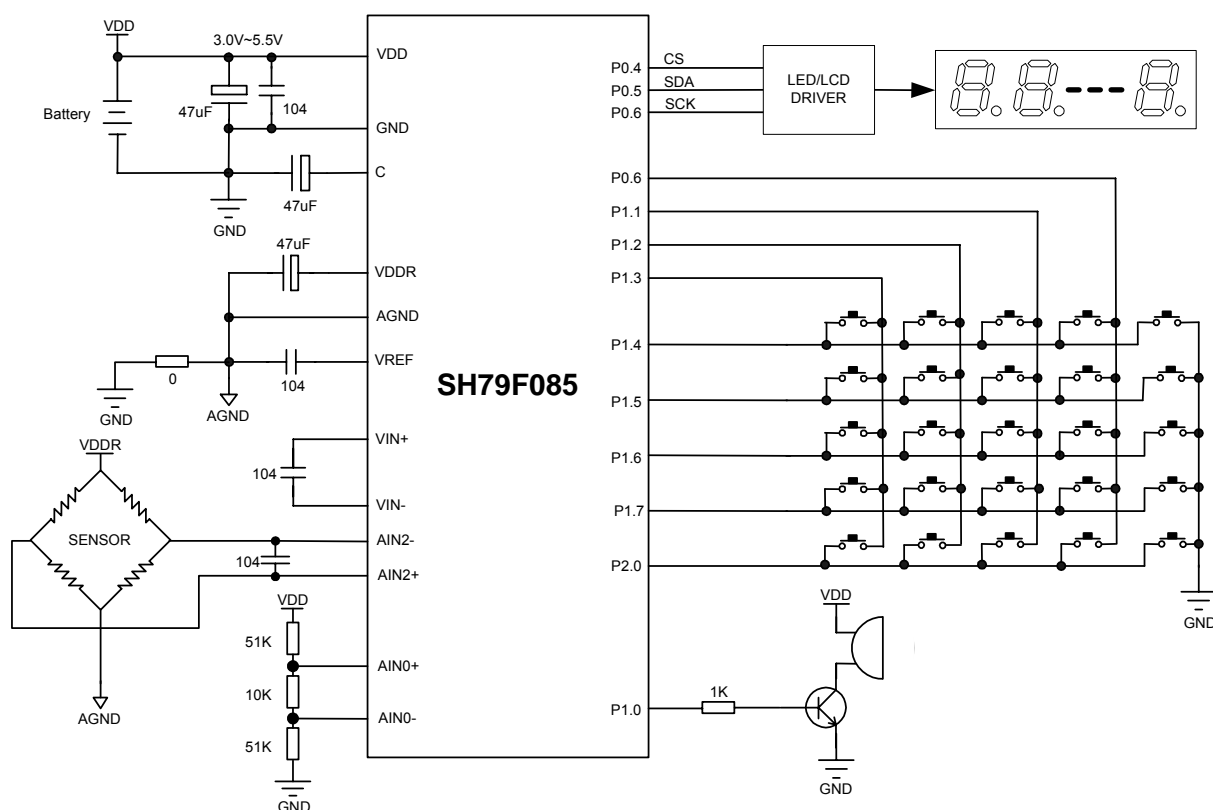 VDD
3.0V~5.5V
VDD
Battery
47uF
104
GND
C
47uF
GND
47uF
VDDR
AGND
VREF
0
104
GND
AGND
SH79F085
VIN+
104
VIN-
VDDR
SENSOR
AIN2-
104
AIN2+
VDD
51K
AIN0+
10K
AIN0-
51K
AGND
GND
P0.4
CS
P0.5
SDA
P0.6
SCK
LED/LCD
DRIVER
8.8.---8.
P0.6
P1.1
P1.2
P1.3
P1.4
P1.5
P1.6
P1.7
P2.0
GND
VDD
P1.0
1K
GND